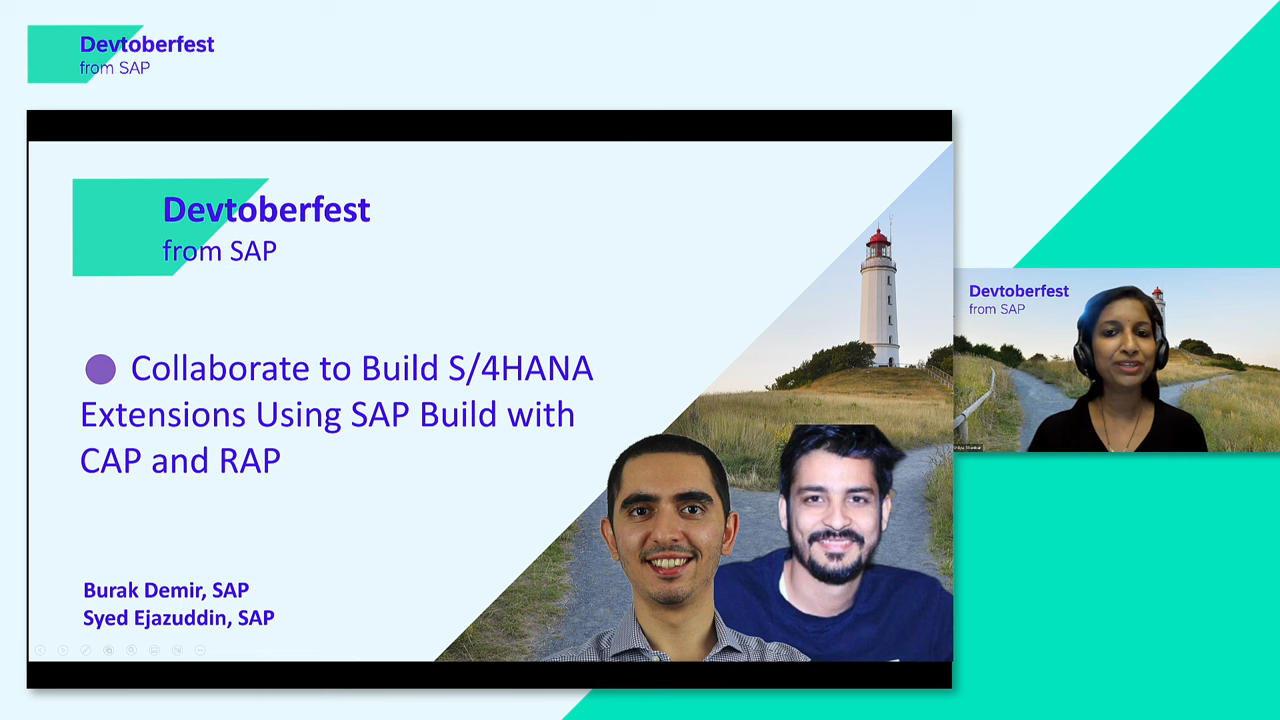 Devtoberfest
from SAP
Devtoberfest
from SAP
Collaborate to Build S/4HANA
Extensions Using SAP Build with
CAP and RAP
Burak Demir, SAP
Syed Ejazuddin, SAP
Devtoberfest
from SAP